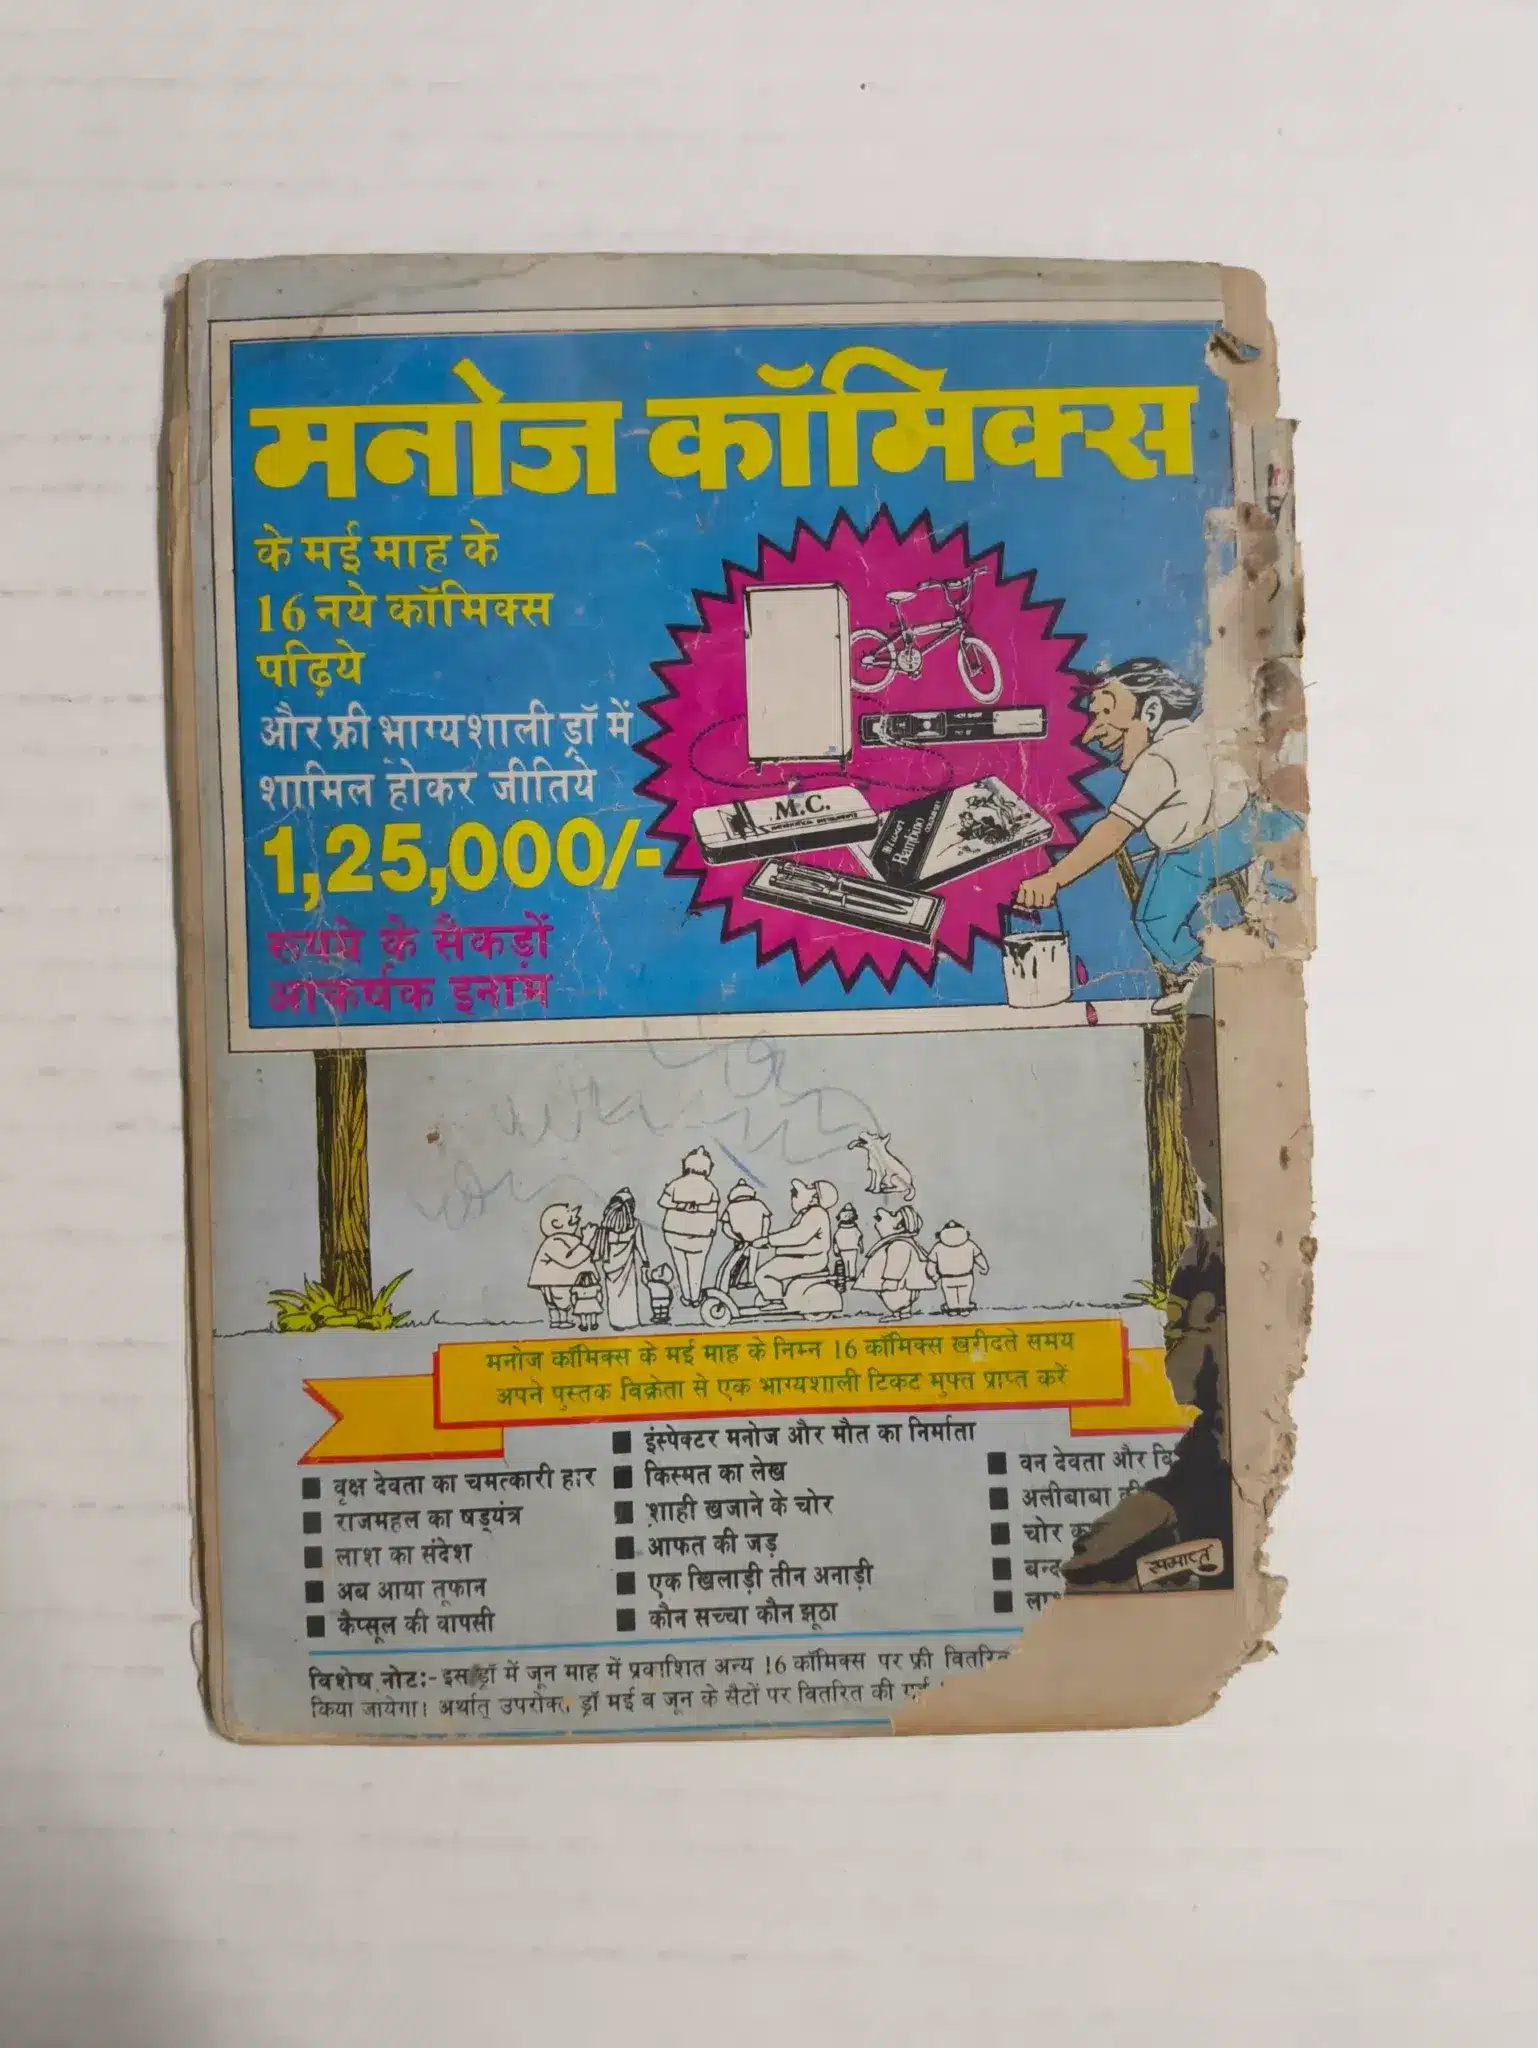 मनोज कॉमिक्स
के मई माह के
16 नये कॉमिक्स
पढ़िये
और फ्री भाग्यशाली ड्रॉ में
शामिल होकर जीतिये
1,25,000/-
रूपये के सैकड़ों
आकर्षक इनाम
M.C.
Bambino
मनोज कॉमिक्स के मई माह के निम्न 16 कॉमिक्स खरीदते समय
अपने पुस्तक विक्रेता से एक भाग्यशाली टिकट मुफ्त प्राप्त करें
■ वृक्ष देवता का चमत्कारी हार
■ राजमहल का षड्यंत्र
■ लाश का संदेश
■ अब आया तूफान
■ कैप्सूल की वापसी
■ इंस्पेक्टर मनोज और मौत का निर्माता
■ किस्मत का लेख
■ शाही खजाने के चोर
■ आफत की जड़
■ एक खिलाड़ी तीन अनाड़ी
■ कौन सच्चा कौन झूठा
■ वन देवता और
■ अलीबाबा
■ चोर
■
■
समाप्त
विशेष नोट:- इस ड्रॉ में जून माह में प्रकाशित अन्य 16 कॉमिक्स पर फ्री
किया जायेगा। अर्थात् उपरोक्त ड्रॉ मई व जून के सैटों पर वितरित की